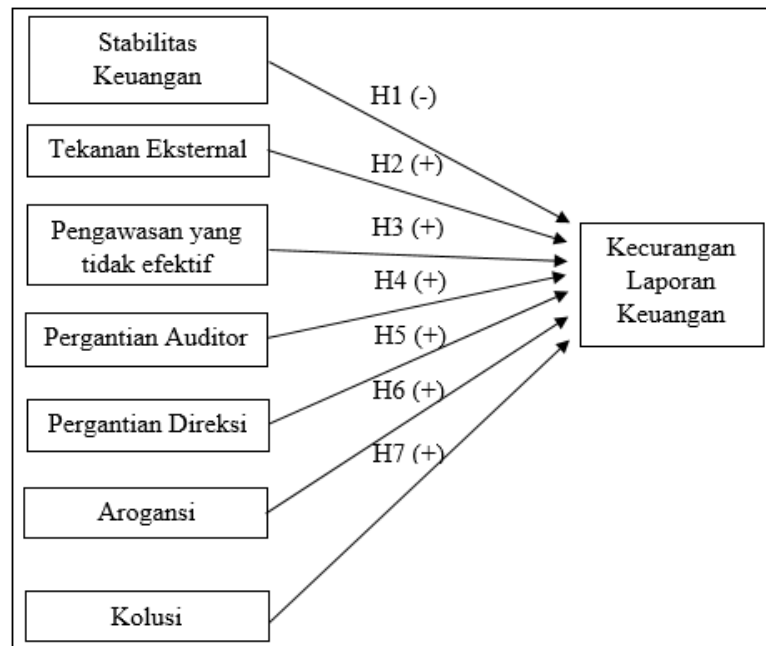 Stabilitas
Keuangan
H1 (-)
Tekanan Eksternal
H2 (+)
Pengawasan yang
tidak efektif
H3 (+)
Kecurangan
Laporan
Keuangan
H4 (+)
Pergantian Auditor
H5 (+)
Pergantian Direksi
H6 (+)
H7 (+)
Arogansi
Kolusi